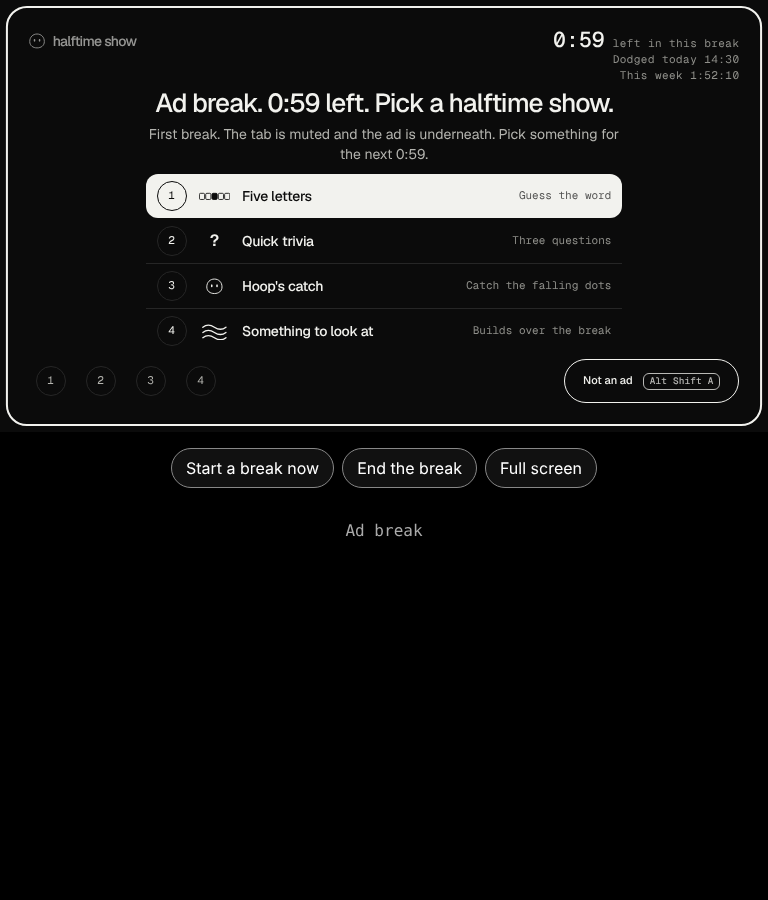 halftime show
0:59 left in this break
Dodged today 14:30
This week 1:52:10
Ad break. 0:59 left. Pick a halftime show.
First break. The tab is muted and the ad is underneath. Pick something for
the next 0:59.
1 Five letters Guess the word
2 ? Quick trivia Three questions
3 Hoop's catch Catch the falling dots
4 Something to look at Builds over the break
1 2 3 4 Not an ad Alt Shift A
Start a break now End the break Full screen
Ad break